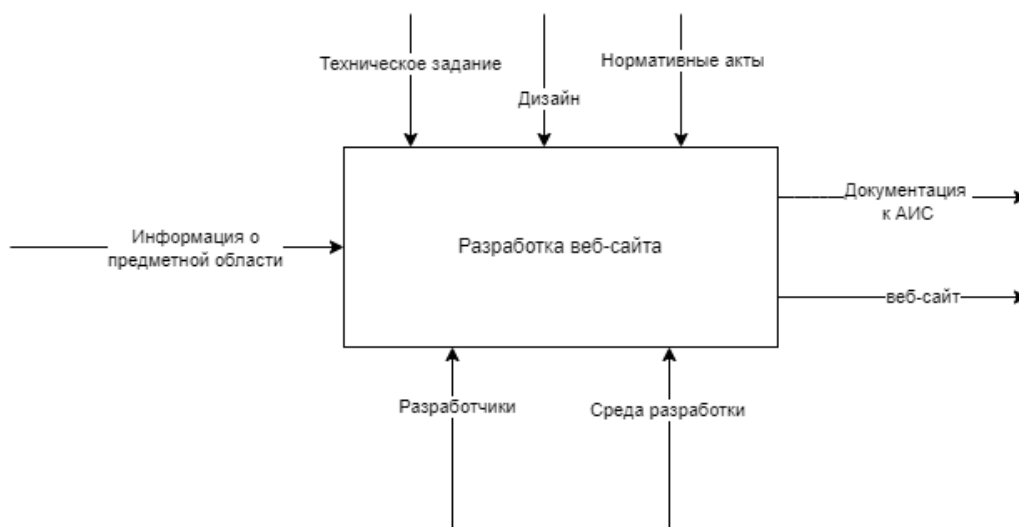 Техническое задание
Нормативные акты
Дизайн
Документация
к АИС
Информация о
предметной области
Разработка веб-сайта
веб-сайт
Разработчики
Среда разработки